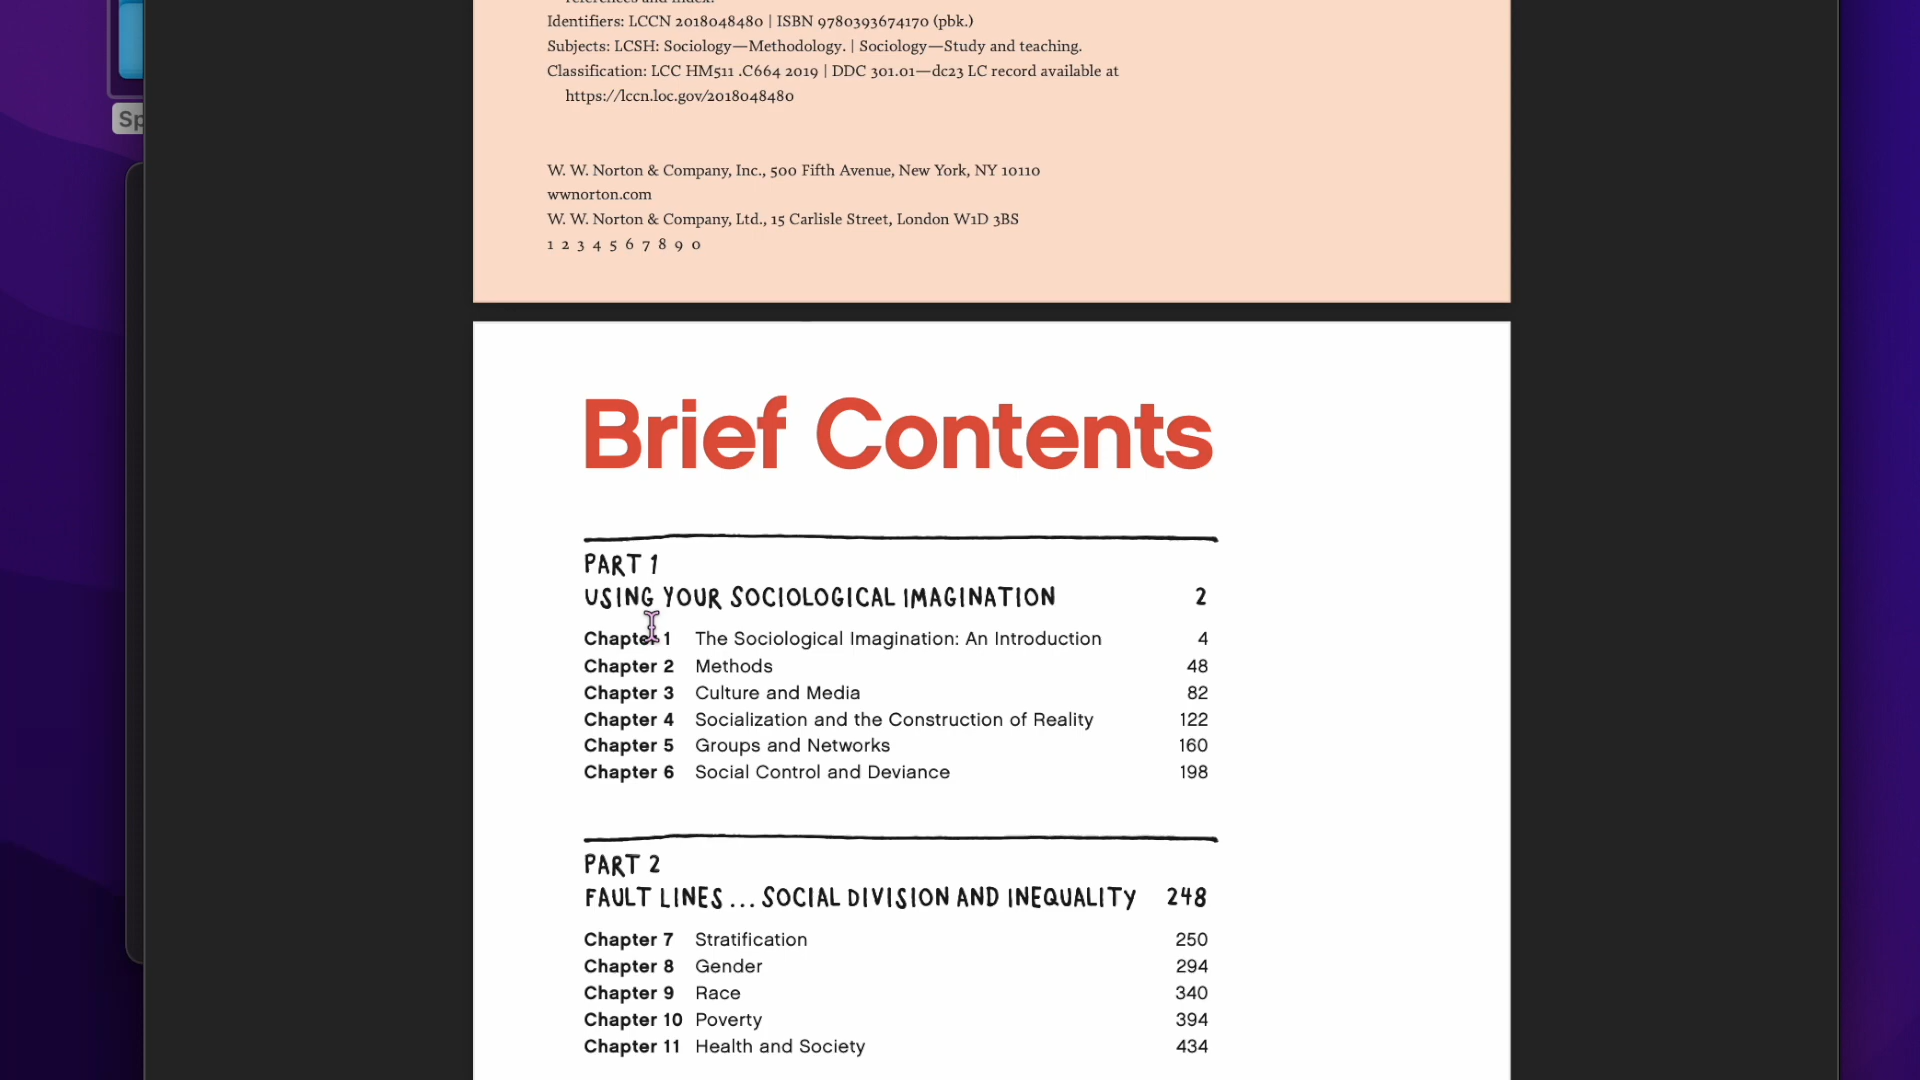 Identifiers: LCCN 2018048480 | ISBN 9780393674170 (pbk.)
Subjects: LCSH: Sociology—Methodology. | Sociology—Study and teaching.
Classification: LCC HM511 .C664 2019 | DDC 301.01—dc23 LC record available at
https://lccn.loc.gov/2018048480
W. W. Norton & Company, Inc., 500 Fifth Avenue, New York, NY 10110
wwnorton.com
W. W. Norton & Company, Ltd., 15 Carlisle Street, London W1D 3BS
1 2 3 4 5 6 7 8 9 0
Brief Contents
PART 1
USING YOUR SOCIOLOGICAL IMAGINATION 2
Chapter 1 The Sociological Imagination: An Introduction 4
Chapter 2 Methods 48
Chapter 3 Culture and Media 82
Chapter 4 Socialization and the Construction of Reality 122
Chapter 5 Groups and Networks 160
Chapter 6 Social Control and Deviance 198
PART 2
FAULT LINES ... SOCIAL DIVISION AND INEQUALITY 248
Chapter 7 Stratification 250
Chapter 8 Gender 294
Chapter 9 Race 340
Chapter 10 Poverty 394
Chapter 11 Health and Society 434